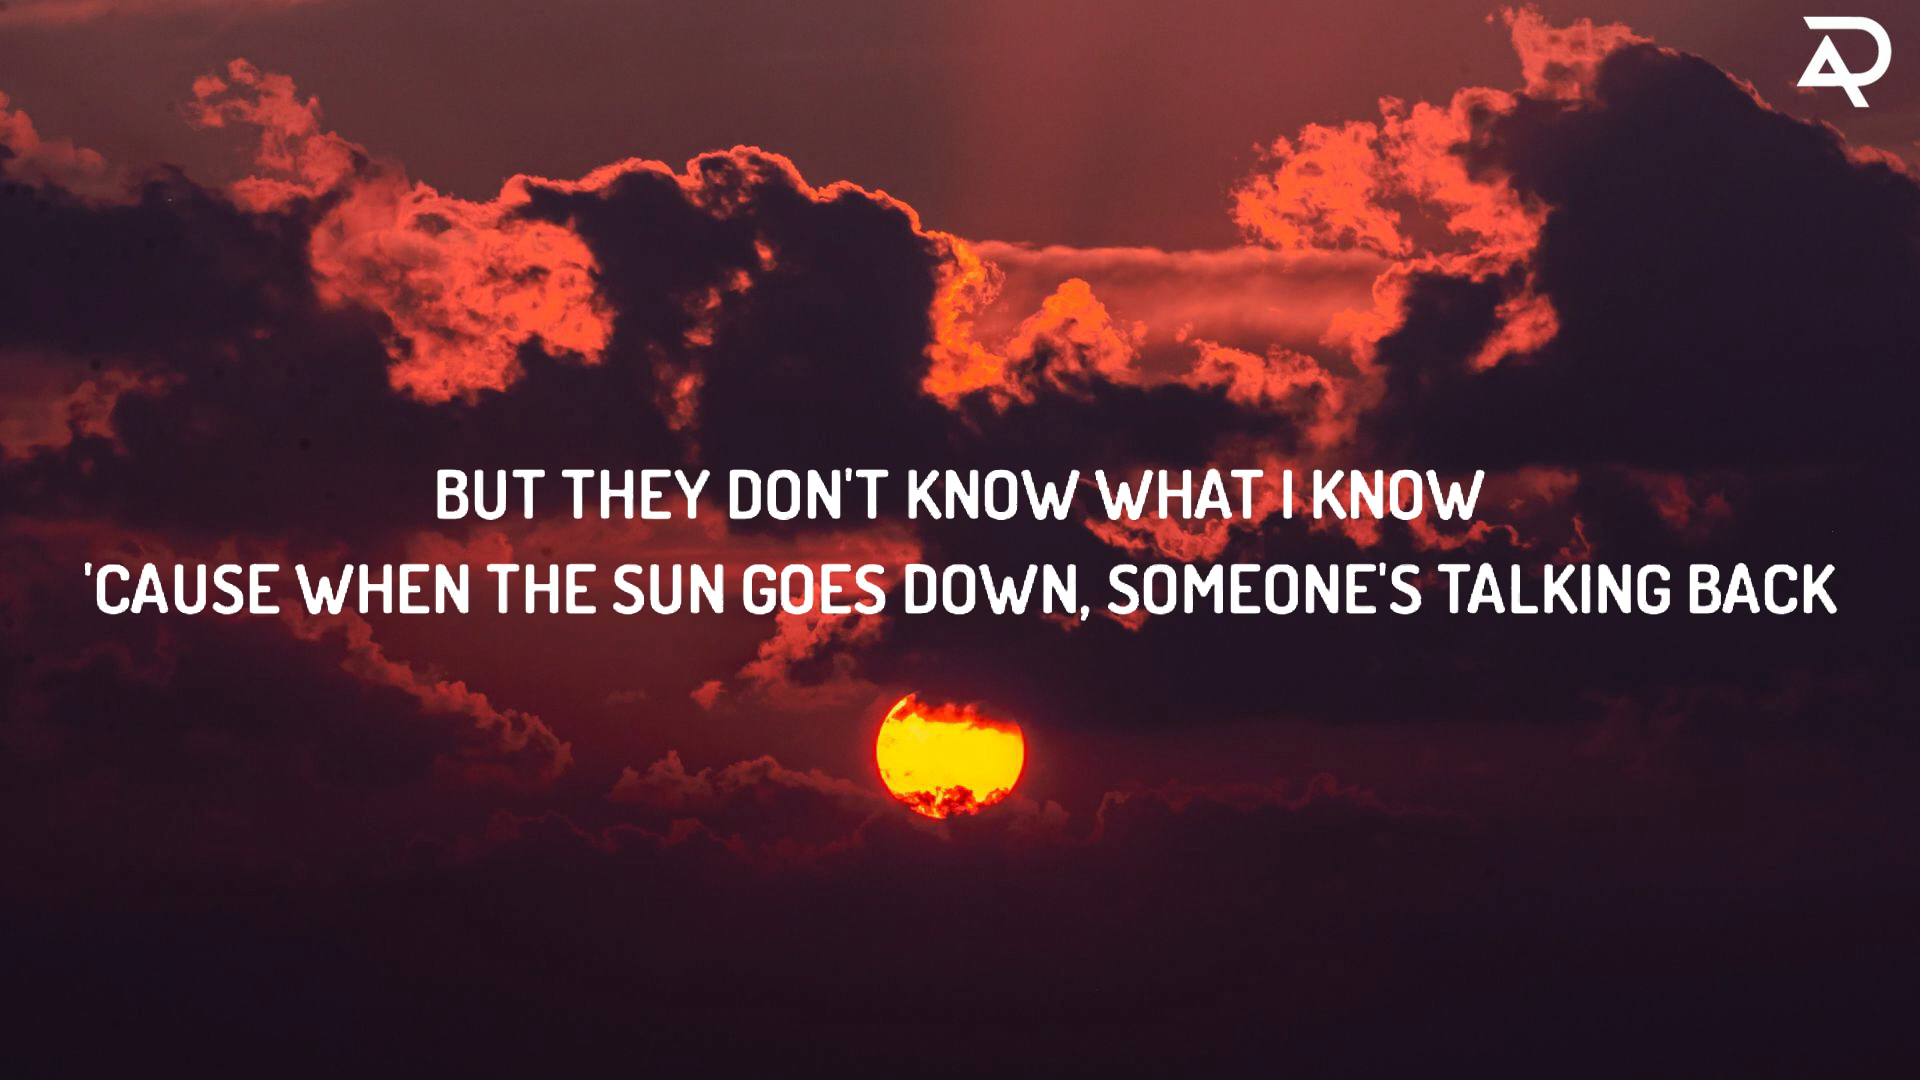 BUT THEY DON'T KNOW WHAT I KNOW
'CAUSE WHEN THE SUN GOES DOWN, SOMEONE'S TALKING BACK